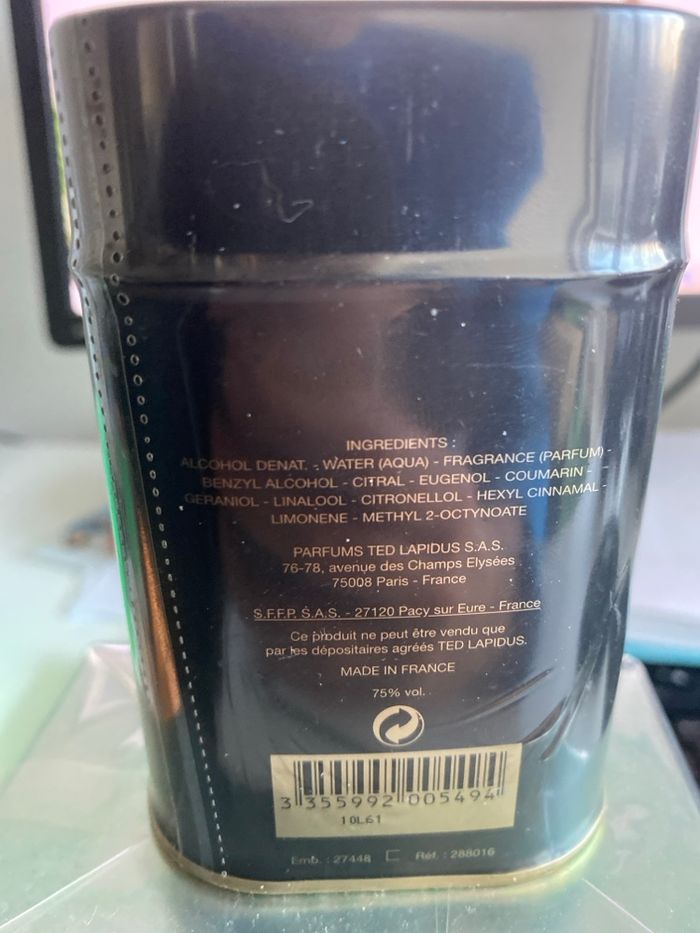 INGREDIENTS :
ALCOHOL DENAT. - WATER (AQUA) - FRAGRANCE (PARFUM) -
BENZYL ALCOHOL - CITRAL - EUGENOL - COUMARIN -
GERANIOL - LINALOOL - CITRONELLOL - HEXYL CINNAMAL -
LIMONENE - METHYL 2-OCTYNOATE
PARFUMS TED LAPIDUS S.A.S.
76-78, avenue des Champs Elysées
75008 Paris - France
S.F.F.P. S.A.S. - 27120 Pacy sur Eure - France
Ce produit ne peut être vendu que
par les dépositaires agréés TED LAPIDUS.
MADE IN FRANCE
75% vol.
3 355992 005494
10L61
Emb. : 27448 E Réf. : 288016